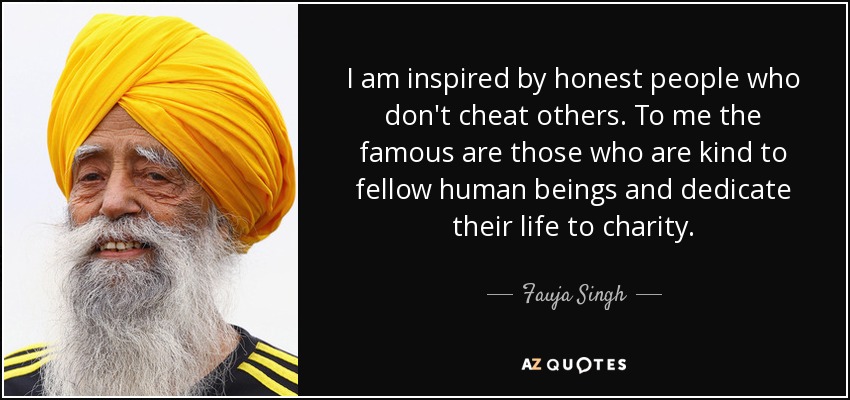 I am inspired by honest people who
don't cheat others. To me the
famous are those who are kind to
fellow human beings and dedicate
their life to charity.
Fauja Singh
AZ QUOTES